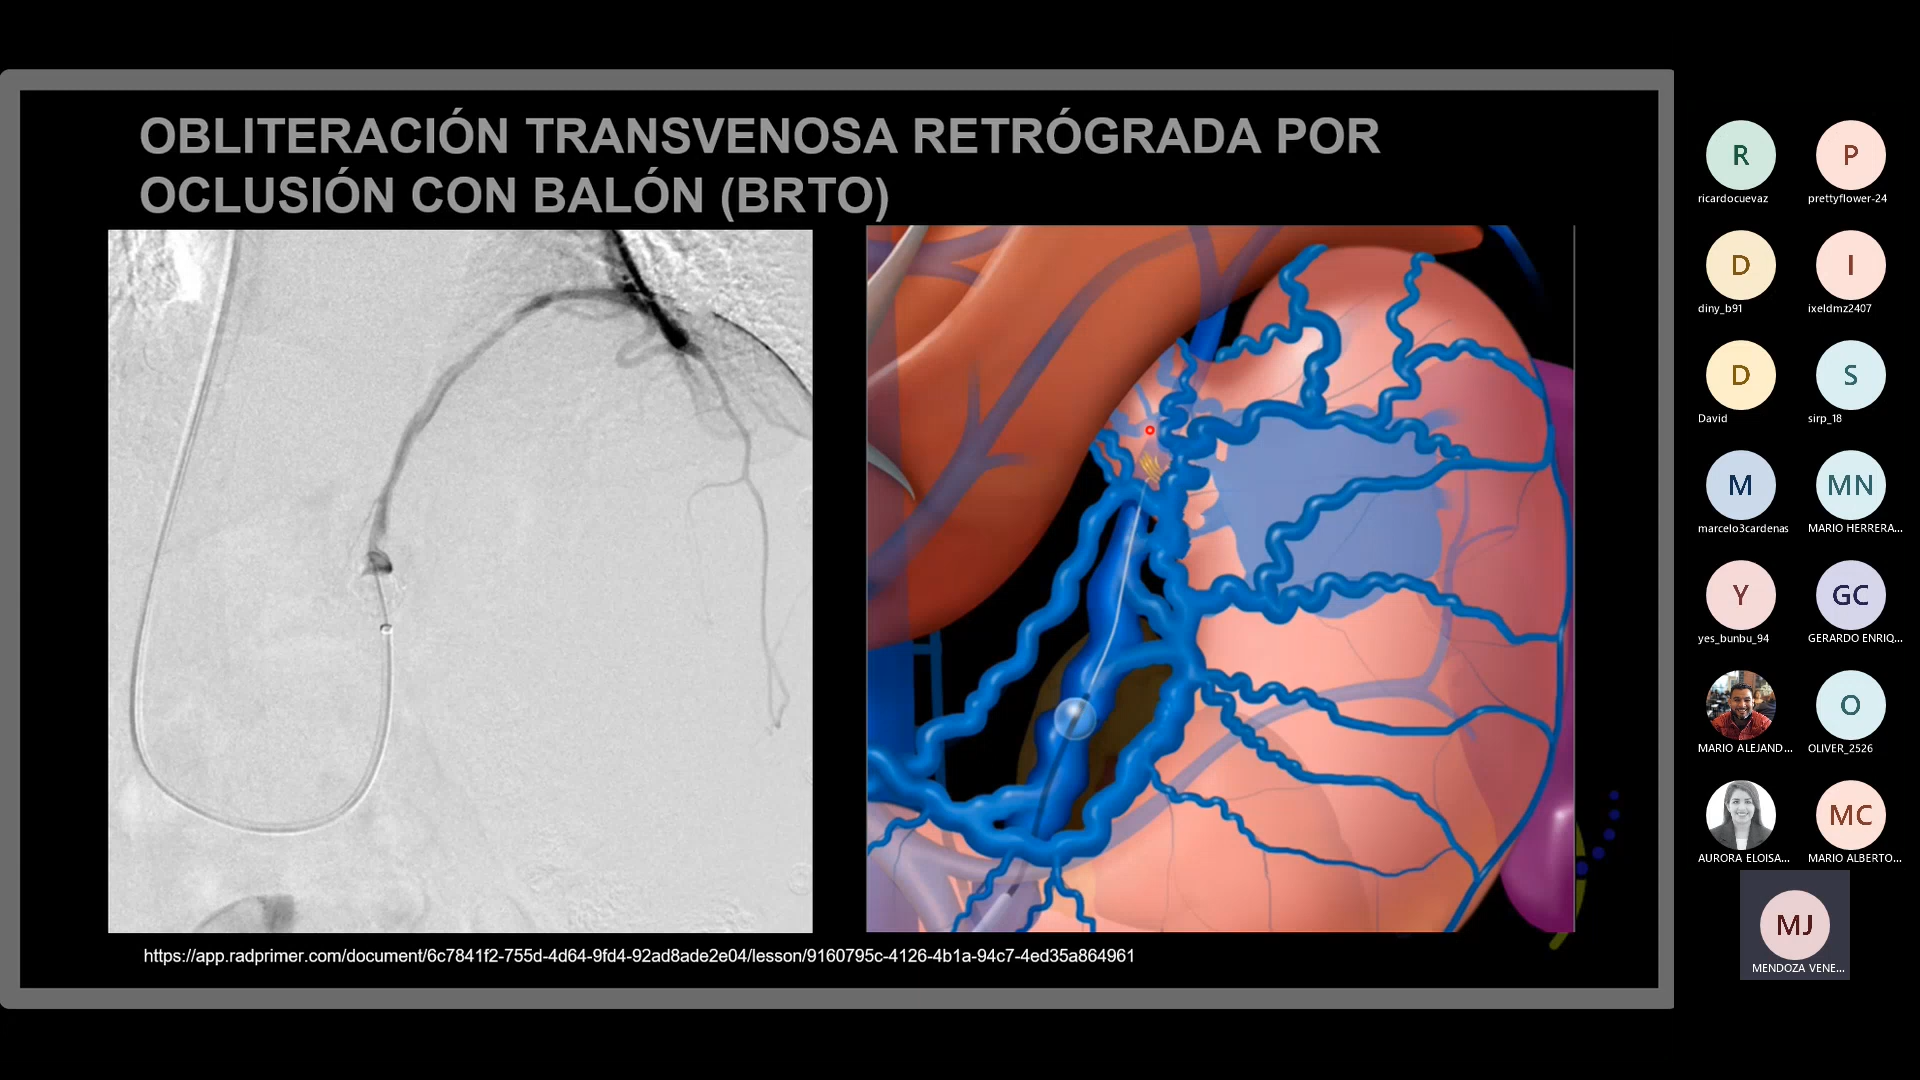 OBLITERACIÓN TRANSVENOSA RETRÓGRADA POR
OCLUSIÓN CON BALÓN (BRTO)
https://app.radprimer.com/document/6c7841f2-755d-4d64-9fd4-92ad8ade2e04/lesson/9160795c-4126-4b1a-94c7-4ed35a864961
R
ricardocuevaz
P
prettyflower-24
D
diny_b91
I
ixeldmz2407
D
David
S
sirp_18
M
marcelo3cardenas
MN
MARIO HERRERA...
Y
yes_bunbu_94
GC
GERARDO ENRIQ...
MARIO ALEJAND...
O
OLIVER_2526
AURORA ELOISA...
MC
MARIO ALBERTO...
MJ
MENDOZA VENE...